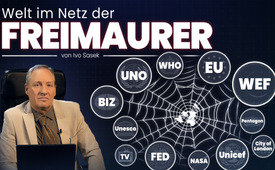 Welt im Netz der
FREIMAURER
von Ivo Sasek
UNO
WHO
EU
WEF
BIZ
Pentagon
Unesco
City of
London
TV
FED
NASA
Unicef